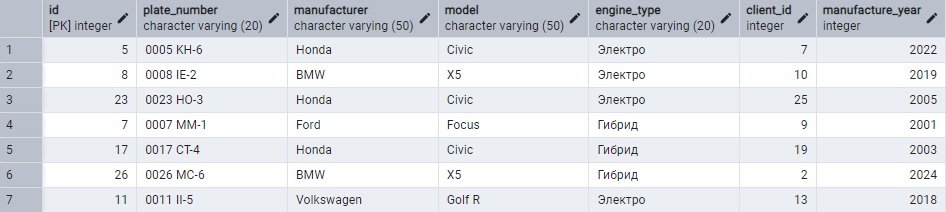 id plate_number manufacturer model engine_type client_id manufacture_year
[PK] integer character varying (20) character varying (50) character varying (50) character varying (20) integer integer
1 5 0005 KH-6 Honda Civic Электро 7 2022
2 8 0008 IE-2 BMW X5 Электро 10 2019
3 23 0023 HO-3 Honda Civic Электро 25 2005
4 7 0007 MM-1 Ford Focus Гибрид 9 2001
5 17 0017 CT-4 Honda Civic Гибрид 19 2003
6 26 0026 MC-6 BMW X5 Гибрид 2 2024
7 11 0011 II-5 Volkswagen Golf R Электро 13 2018